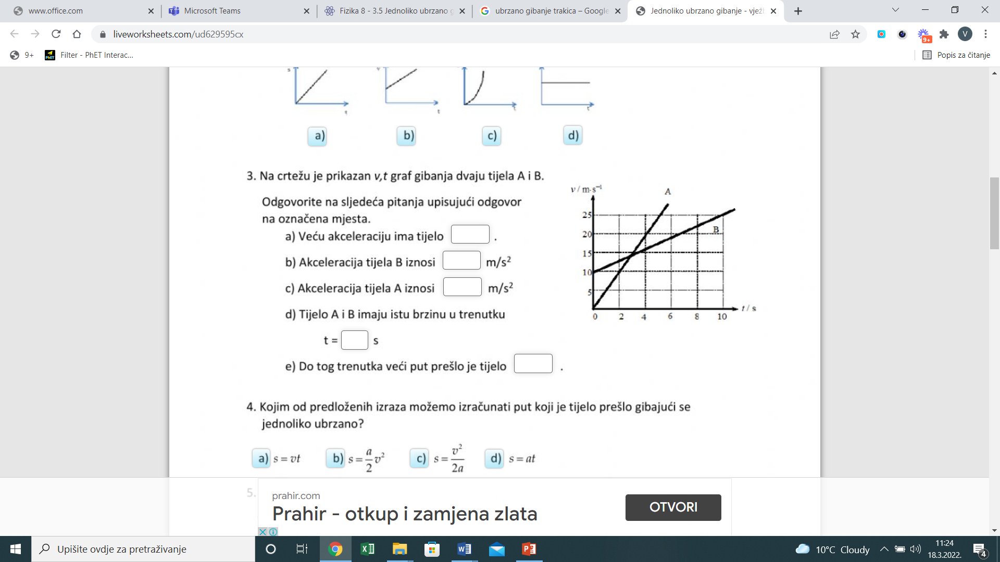 www.office.com
Microsoft Teams
Fizika 8 - 3.5 Jednoliko ubrzano g
ubrzano gibanje trakica – Google
Jednoliko ubrzano gibanje - vježb
liveworksheets.com/ud629595cx
9+
V
9+
Filter - PhET Interac...
Popis za čitanje
s
t
v
t
t
t
a)
b)
c)
d)
3. Na crtežu je prikazan v,t graf gibanja dvaju tijela A i B.
Odgovorite na sljedeća pitanja upisujući odgovor
na označena mjesta.
a) Veću akceleraciju ima tijelo .
b) Akceleracija tijela B iznosi m/s²
c) Akceleracija tijela A iznosi m/s²
d) Tijelo A i B imaju istu brzinu u trenutku
t = s
e) Do tog trenutka veći put prešlo je tijelo .
v / m·s⁻¹
A
25
B
20
15
10
5
t / s
0 2 4 6 8 10
4. Kojim od predloženih izraza možemo izračunati put koji je tijelo prešlo gibajući se
jednoliko ubrzano?
a) s = vt b) s = a/2 v² c) s = v²/2a d) s = at
5.
prahir.com
Prahir - otkup i zamjena zlata
OTVORI
Upišite ovdje za pretraživanje
10°C Cloudy
11:24
18.3.2022.
4